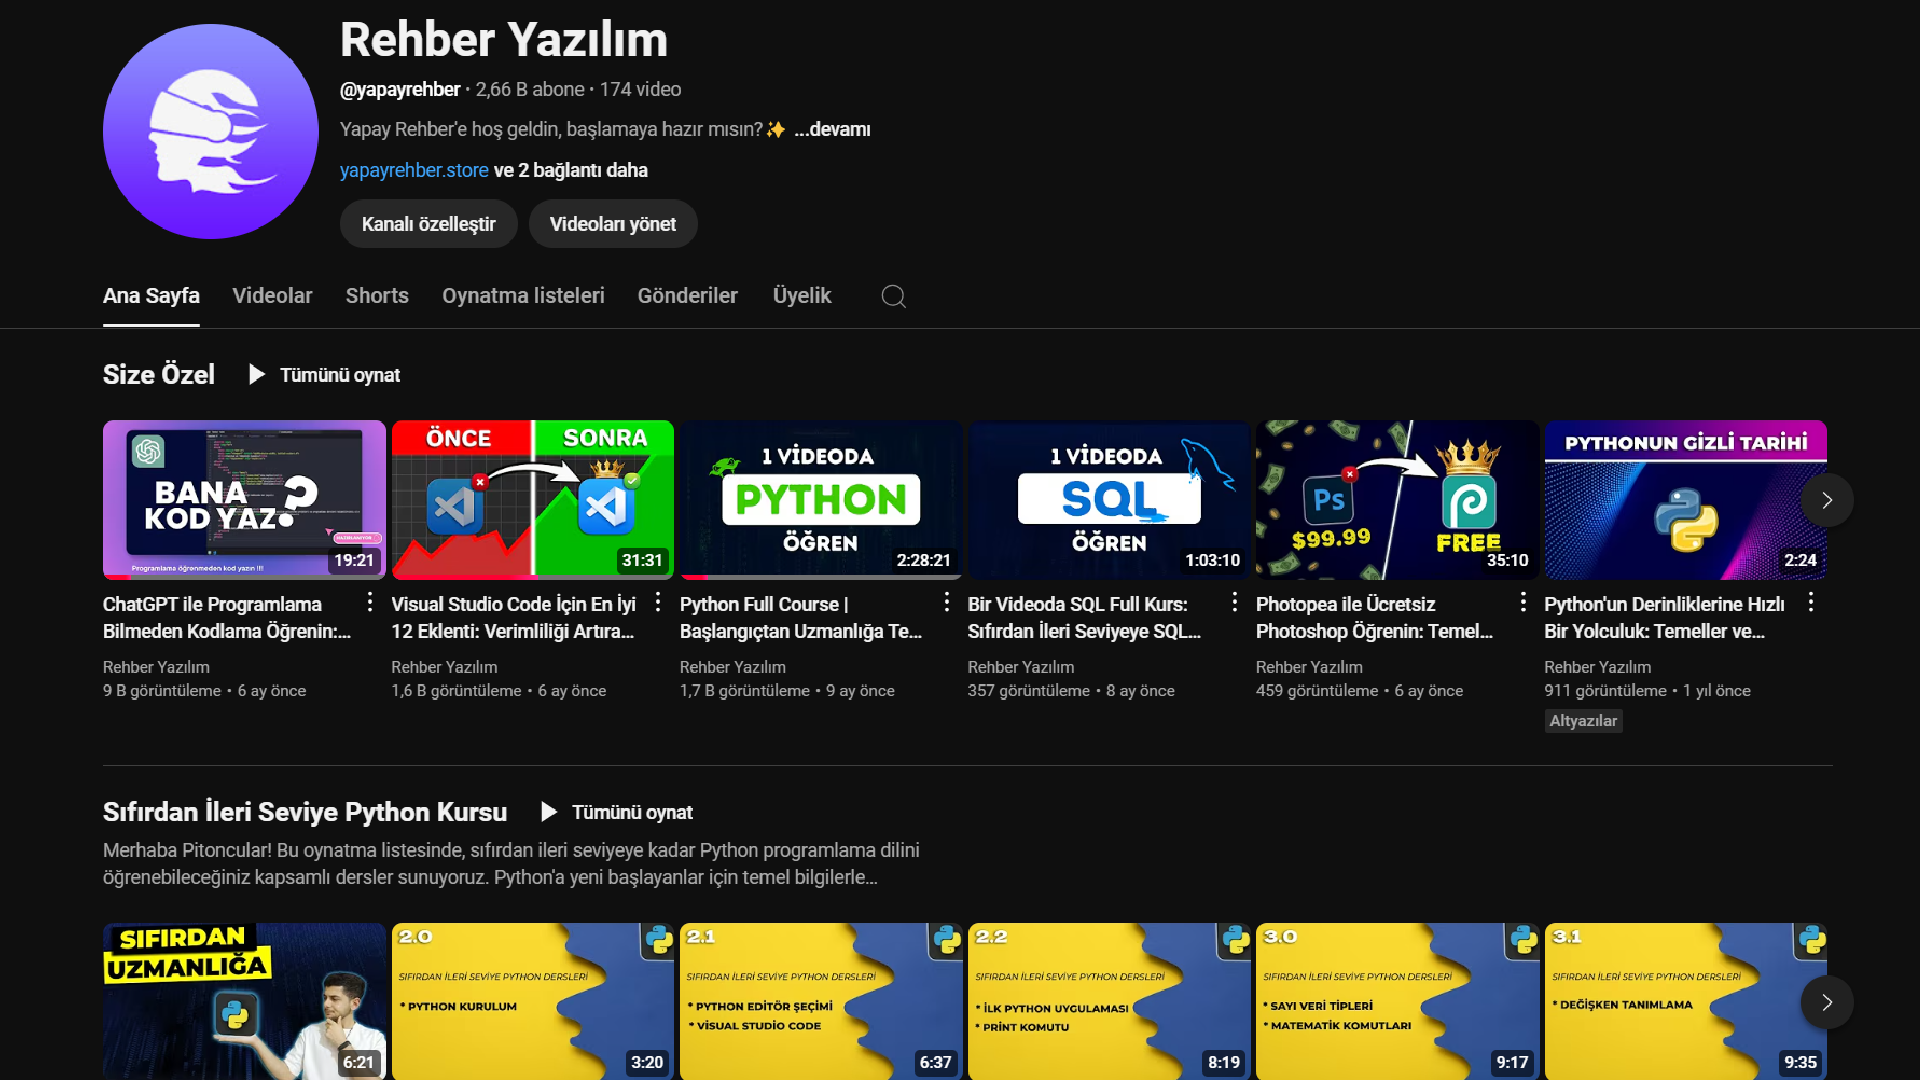 Rehber Yazılım
@yapayrehber • 2,66 B abone • 174 video
Yapay Rehber'e hoş geldin, başlamaya hazır mısın?✨ ...devamı
yapayrehber.store ve 2 bağlantı daha
Kanalı özelleştir
Videoları yönet
Ana Sayfa
Videolar
Shorts
Oynatma listeleri
Gönderiler
Üyelik
Size Özel
Tümünü oynat
BANA
KOD YAZ?
Programlama öğrenmeden kod yazın !!!!
19:21
ChatGPT ile Programlama
Bilmeden Kodlama Öğrenin:...
Rehber Yazılım
9 B görüntüleme • 6 ay önce
ÖNCE
SONRA
31:31
Visual Studio Code İçin En İyi
12 Eklenti: Verimliliği Artıra...
Rehber Yazılım
1,6 B görüntüleme • 6 ay önce
1 VİDEODA
PYTHON
ÖĞREN
2:28:21
Python Full Course |
Başlangıçtan Uzmanlığa Te...
Rehber Yazılım
1,7 B görüntüleme • 9 ay önce
1 VİDEODA
SQL
ÖĞREN
1:03:10
Bir Videoda SQL Full Kurs:
Sıfırdan İleri Seviyeye SQL...
Rehber Yazılım
357 görüntüleme • 8 ay önce
Ps
$99.99
FREE
35:10
Photopea ile Ücretsiz
Photoshop Öğrenin: Temel...
Rehber Yazılım
459 görüntüleme • 6 ay önce
PYTHONUN GİZLİ TARİHİ
2:24
Python'un Derinliklerine Hızlı
Bir Yolculuk: Temeller ve...
Rehber Yazılım
911 görüntüleme • 1 yıl önce
Altyazılar
Sıfırdan İleri Seviye Python Kursu
Tümünü oynat
Merhaba Pitoncular! Bu oynatma listesinde, sıfırdan ileri seviyeye kadar Python programlama dilini
öğrenebileceğiniz kapsamlı dersler sunuyoruz. Python'a yeni başlayanlar için temel bilgilerle...
SIFIRDAN
UZMANLIĞA
6:21
2.0
SIFIRDAN İLERİ SEVİYE PYTHON DERSLERİ
* PYTHON KURULUM
3:20
2.1
SIFIRDAN İLERİ SEVİYE PYTHON DERSLERİ
* PYTHON EDİTÖR SEÇİMİ
* VİSUAL STUDIO CODE
6:37
2.2
SIFIRDAN İLERİ SEVİYE PYTHON DERSLERİ
* İLK PYTHON UYGULAMASI
* PRINT KOMUTU
8:19
3.0
SIFIRDAN İLERİ SEVİYE PYTHON DERSLERİ
* SAYI VERİ TİPLERİ
* MATEMATİK KOMUTLARI
9:17
3.1
SIFIRDAN İLERİ SEVİYE PYTHON DERSLERİ
* DEĞİŞKEN TANIMLAMA
9:35